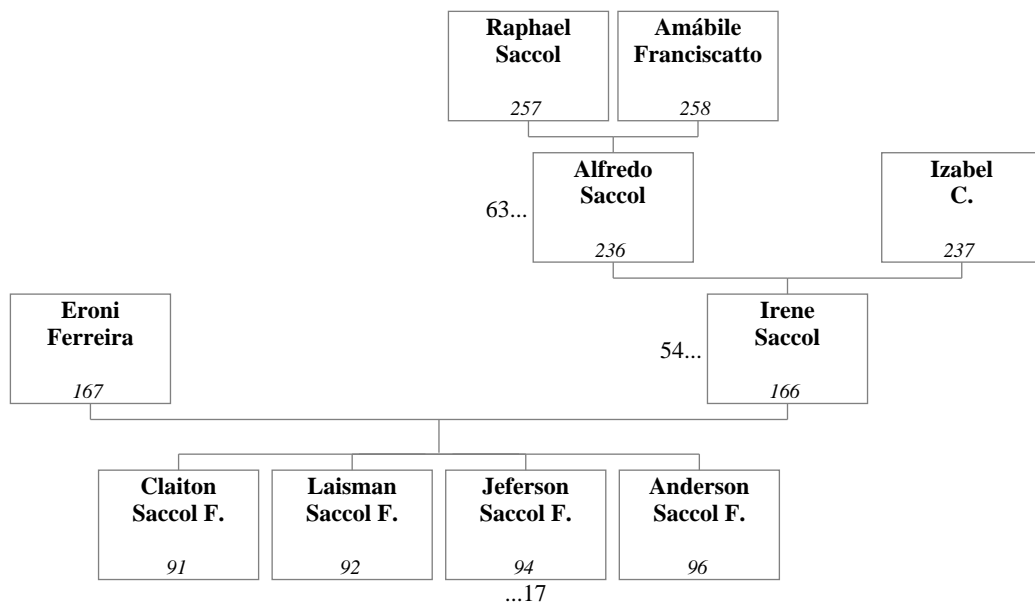 Raphael
Saccol
257
Amábile
Franciscatto
258
Alfredo
Saccol
236
63...
Izabel
C.
237
Eroni
Ferreira
167
Irene
Saccol
166
54...
Claiton
Saccol F.
91
Laisman
Saccol F.
92
Jeferson
Saccol F.
94
...17
Anderson
Saccol F.
96